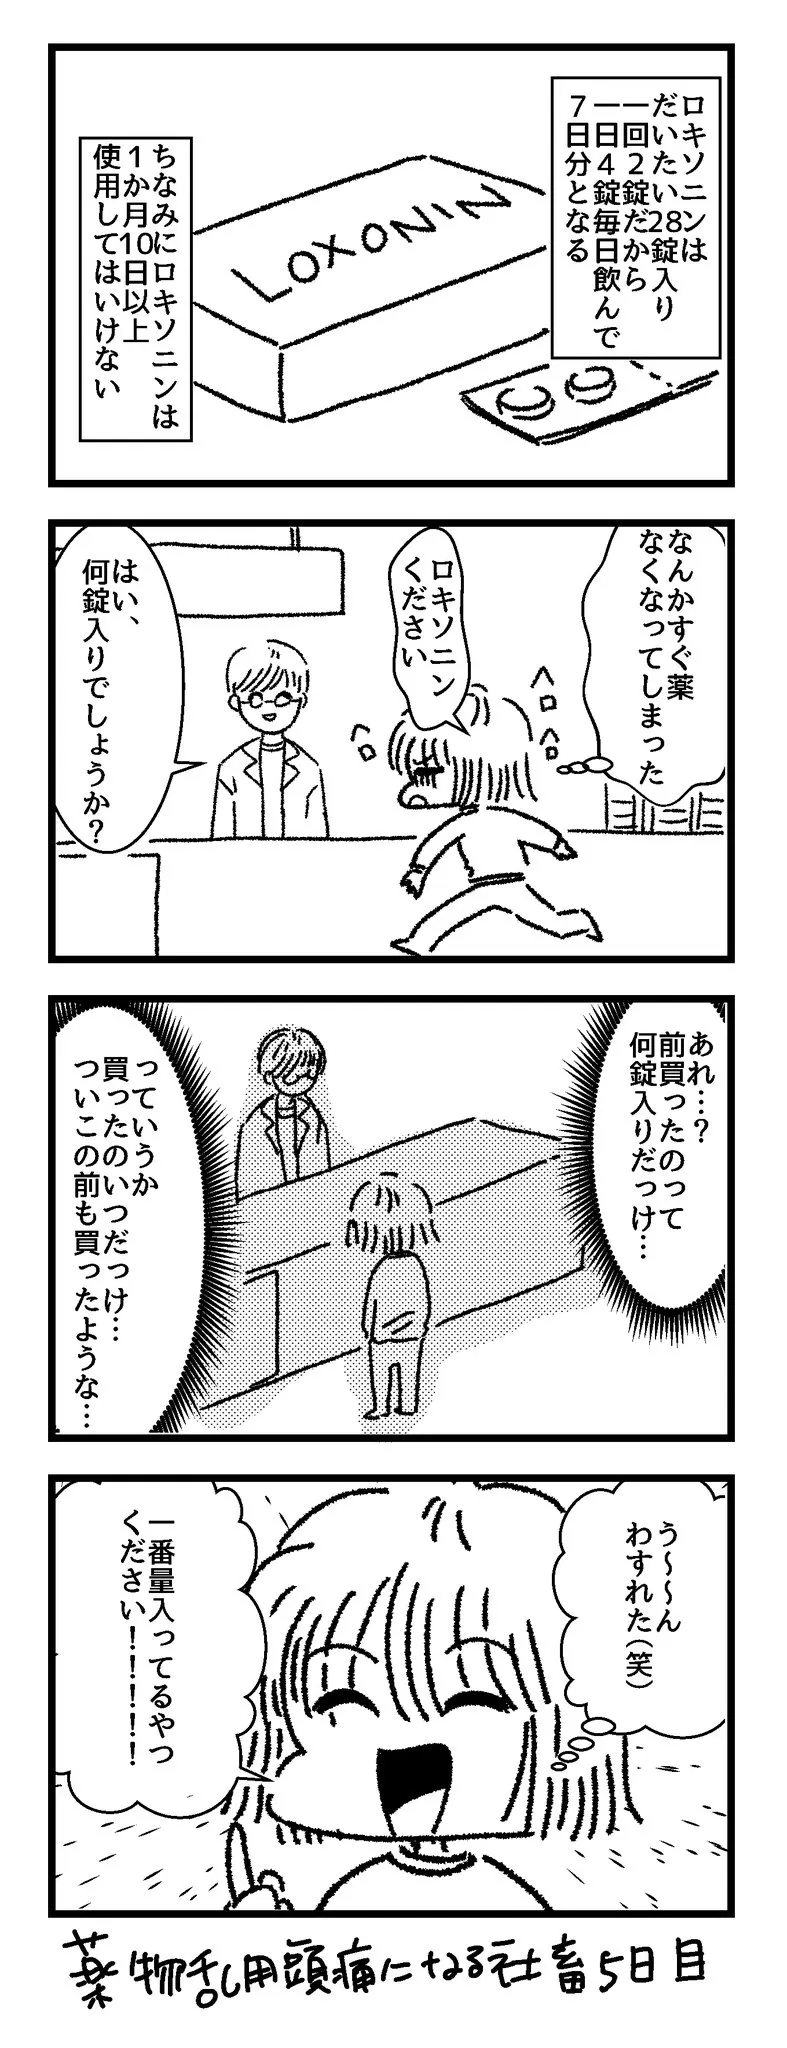 ロキソニンは
だいたい28錠入り
一回2錠だから
一日4錠毎日飲んで
7日分となる
LOXONIN
ちなみにロキソニンは
1か月10日以上
使用してはいけない
なんかすぐ薬
なくなってしまった
ヘロ
ヘロ
ヘロ
ロキソニン
ください
はい、
何錠入りでしょうか？
あれ…？
前買ったのって
何錠入りだっけ…
っていうか
買ったのいつだっけ…
ついこの前も買ったような…
う～～ん
わすれた(笑)
一番量入ってるやつ
ください！！！！！！
薬物乱用頭痛になる社畜5日目